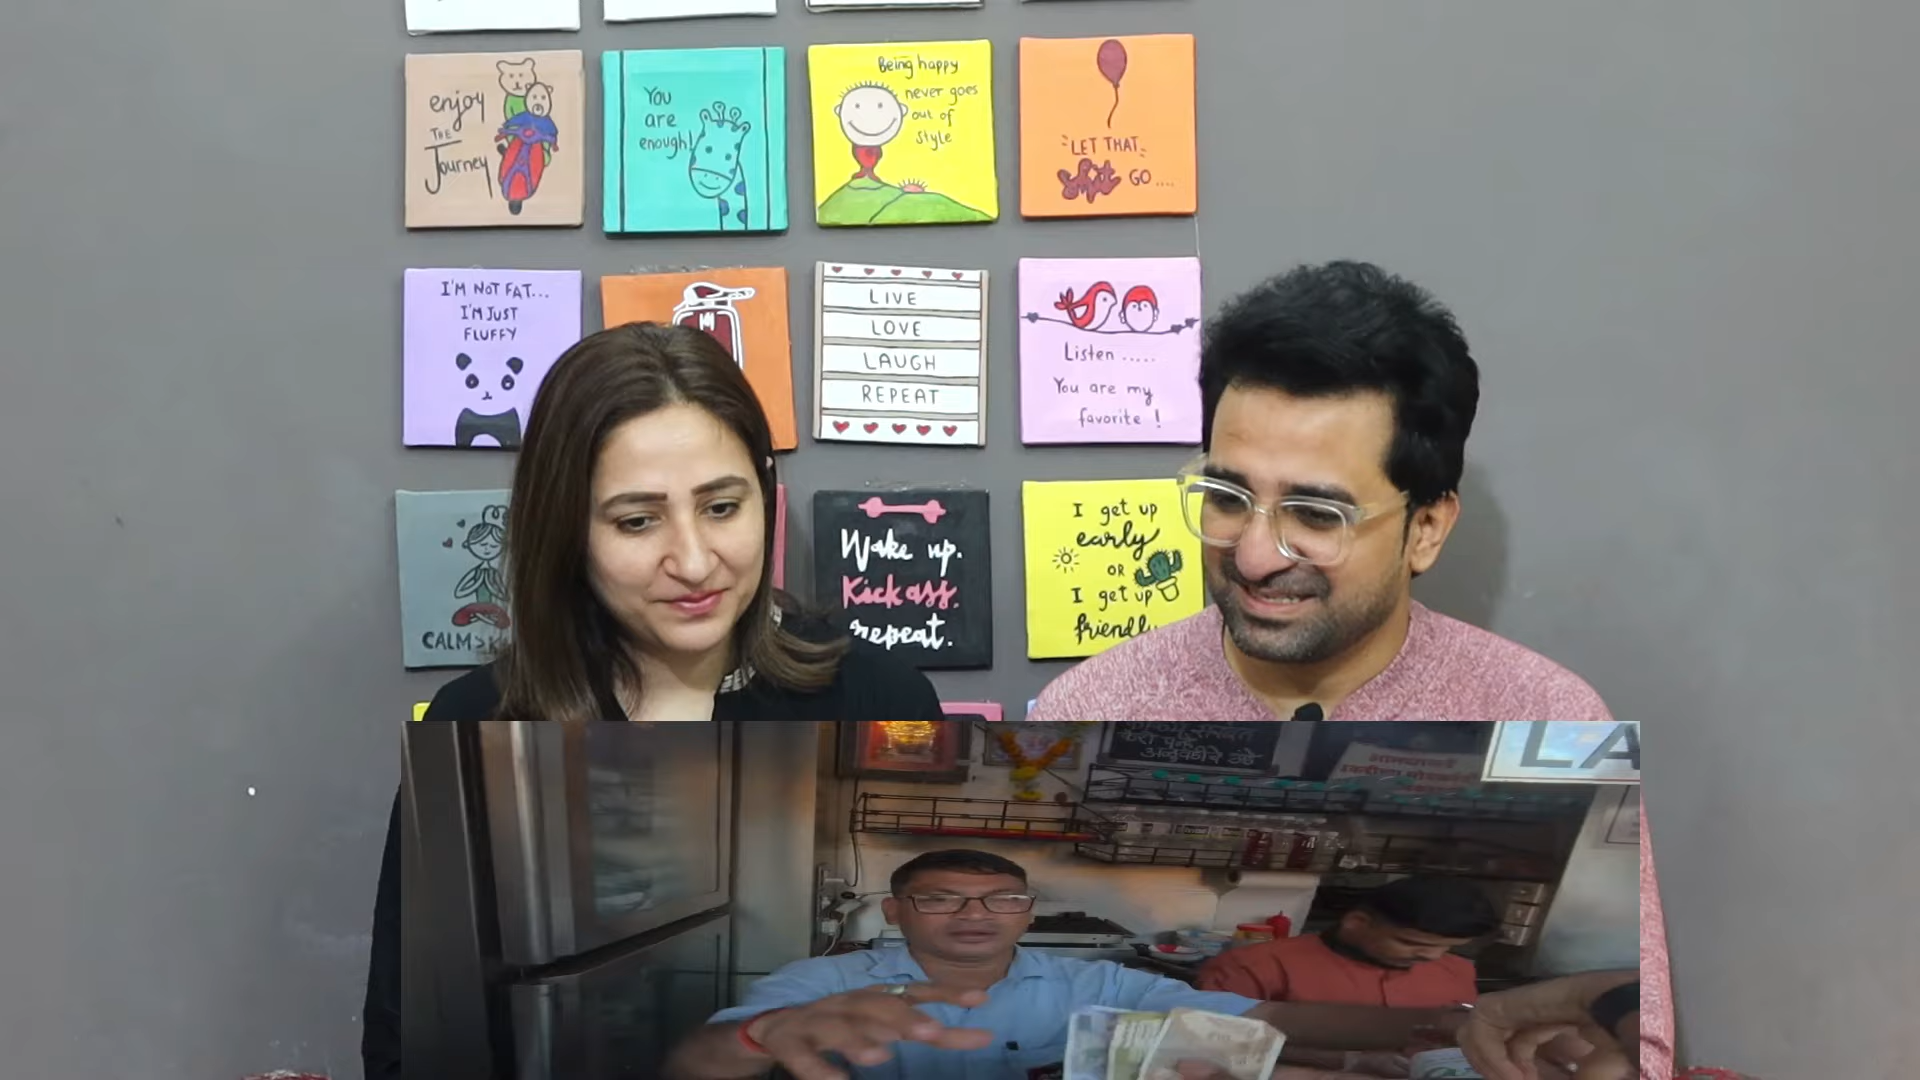 enjoy
THE
Journey
You
are
enough!
Being happy
never goes
out of
style
LET THAT
Shit GO....
I'M NOT FAT...
I'M JUST
FLUFFY
LIVE
LOVE
LAUGH
REPEAT
Listen .....
You are my
favorite !
CALM>
Wake up.
Kick ass.
repeat.
I get up
early
OR
I get up
friendly
LA